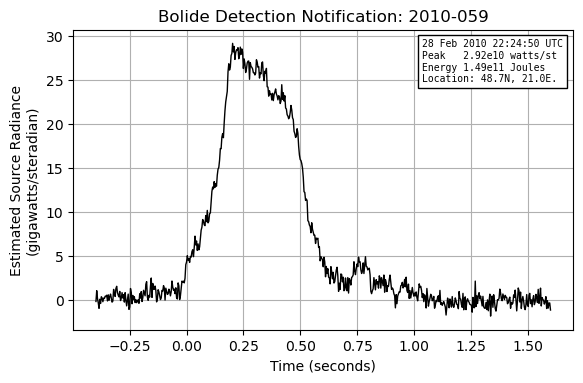 Bolide Detection Notification: 2010-059
28 Feb 2010 22:24:50 UTC
Peak   2.92e10 watts/st
Energy 1.49e11 Joules
Location: 48.7N, 21.0E.
Estimated Source Radiance
(gigawatts/steradian)
30
25
20
15
10
5
0
−0.25 0.00 0.25 0.50 0.75 1.00 1.25 1.50
Time (seconds)